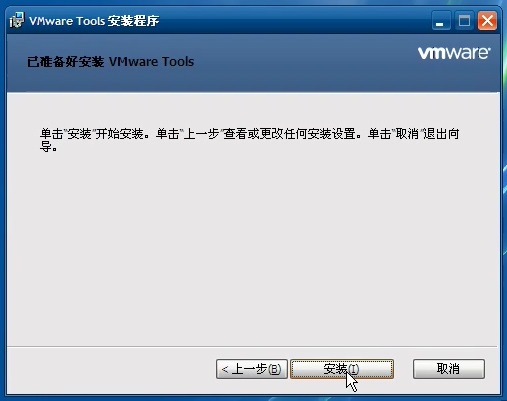 VMware Tools 安装程序
已准备好安装 VMware Tools
vmware
单击"安装"开始安装。单击"上一步"查看或更改任何安装设置。单击"取消"退出向
导。
< 上一步(B)
安装(I)
取消